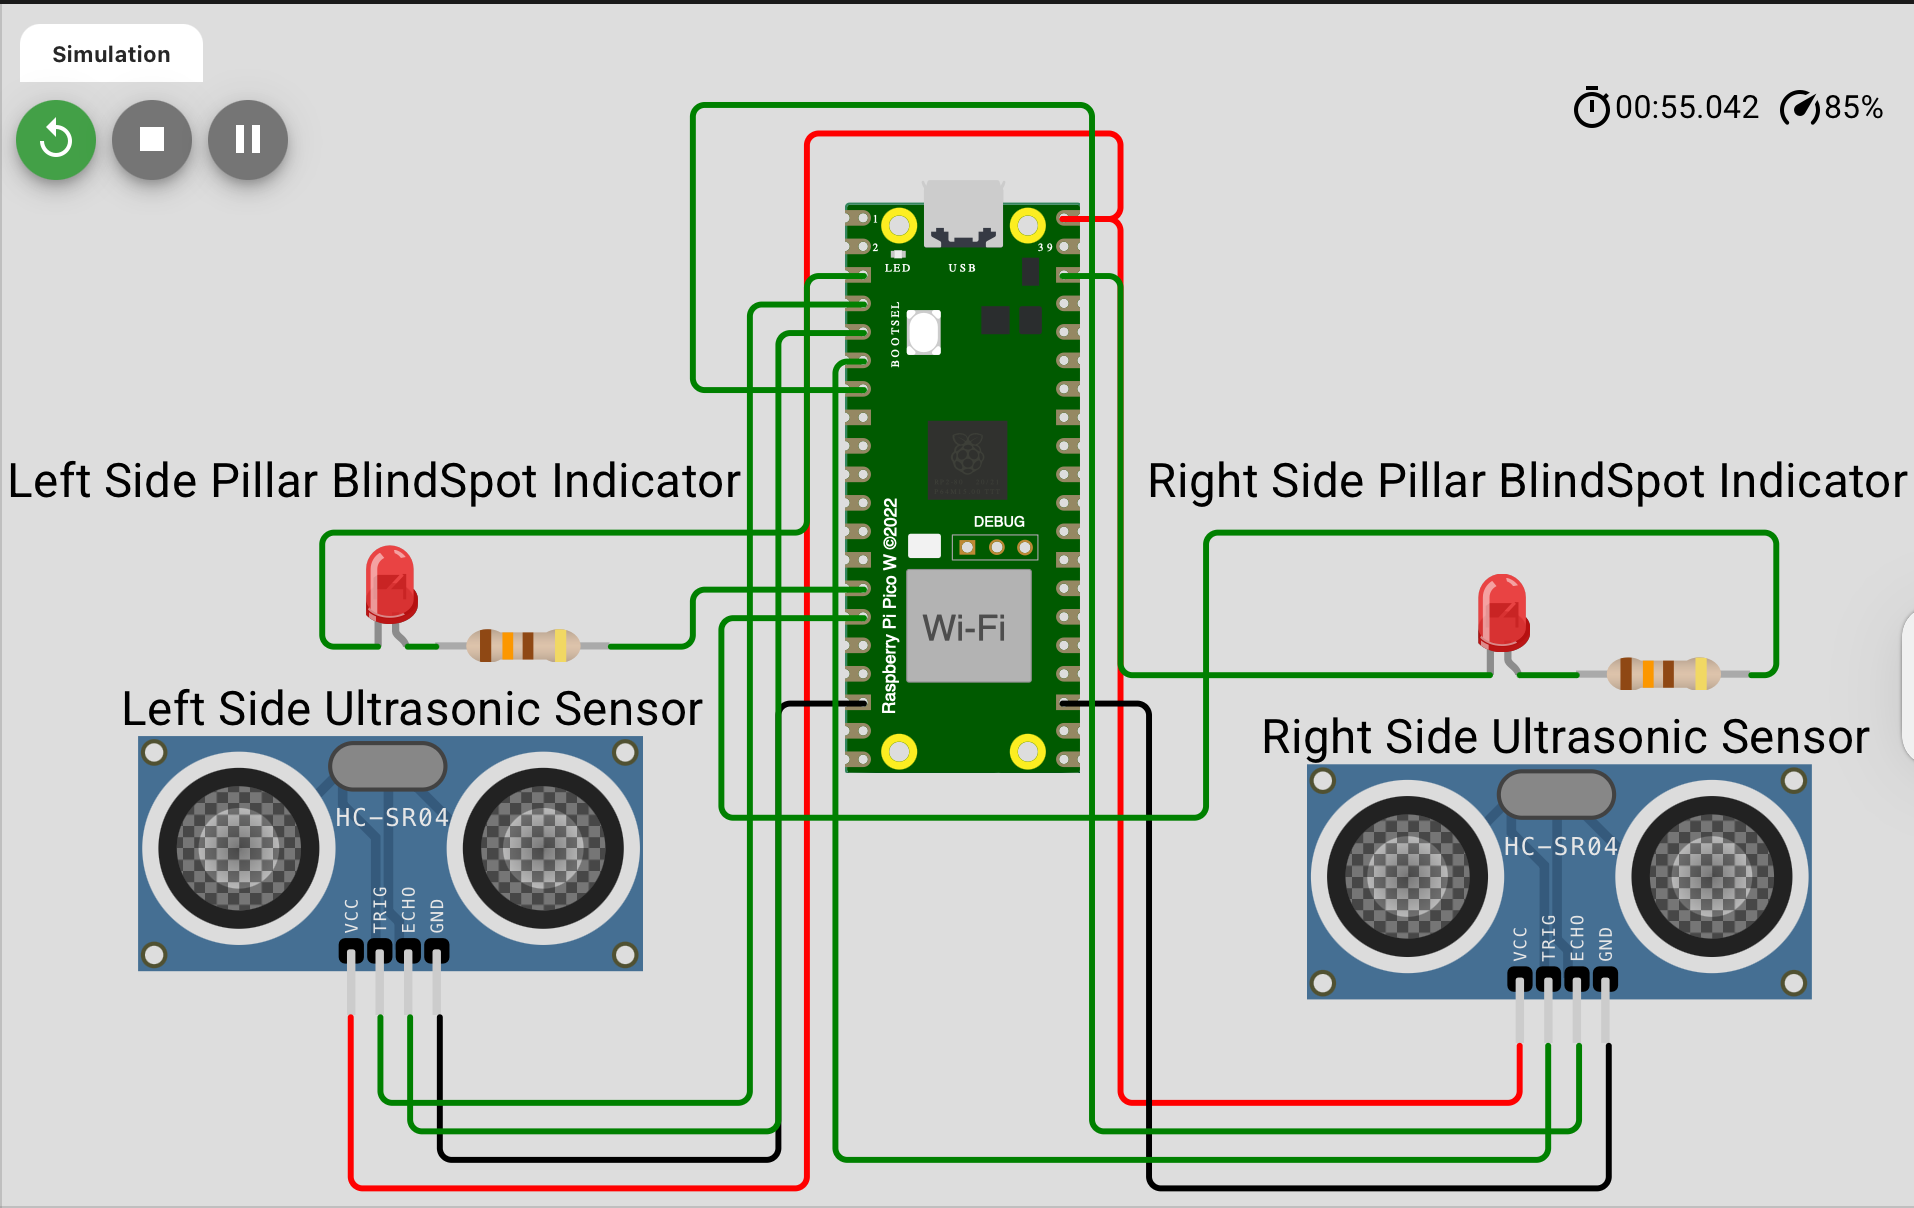 Simulation
00:55.042
85%
1
2
39
LED
USB
BOOTSEL
Left Side Pillar BlindSpot Indicator
Right Side Pillar BlindSpot Indicator
DEBUG
Raspberry Pi Pico W ©2022
Wi-Fi
Left Side Ultrasonic Sensor
Right Side Ultrasonic Sensor
HC-SR04
VCC
TRIG
ECHO
GND
HC-SR04
VCC
TRIG
ECHO
GND